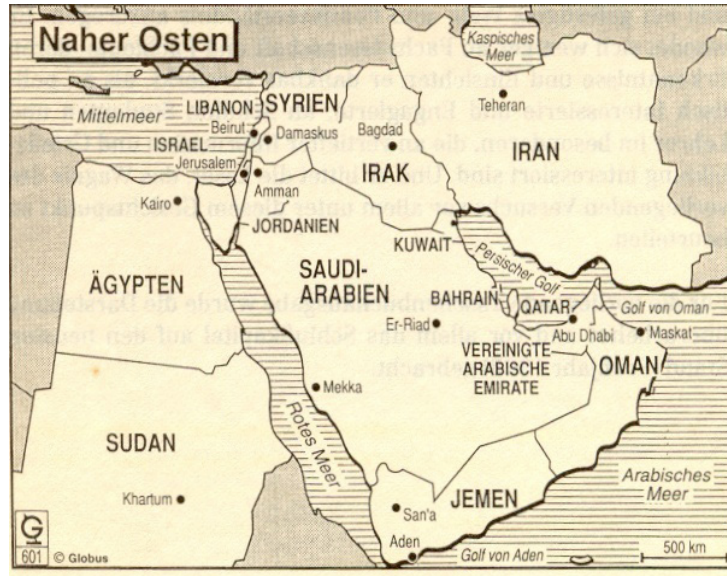 Naher Osten
Kaspisches
Meer
Teheran
Mittelmeer
LIBANON
SYRIEN
Beirut
Damaskus
Bagdad
ISRAEL
Jerusalem
IRAK
IRAN
Amman
Kairo
JORDANIEN
KUWAIT
ÄGYPTEN
SAUDI-
ARABIEN
Persischer Golf
BAHRAIN
QATAR
Golf von Oman
Er-Riad
Abu Dhabi
Maskat
VEREINIGTE
ARABISCHE
EMIRATE
OMAN
Mekka
Rotes Meer
SUDAN
Arabisches
Meer
Khartum
JEMEN
San'a
Aden
Golf von Aden
500 km
601
© Globus